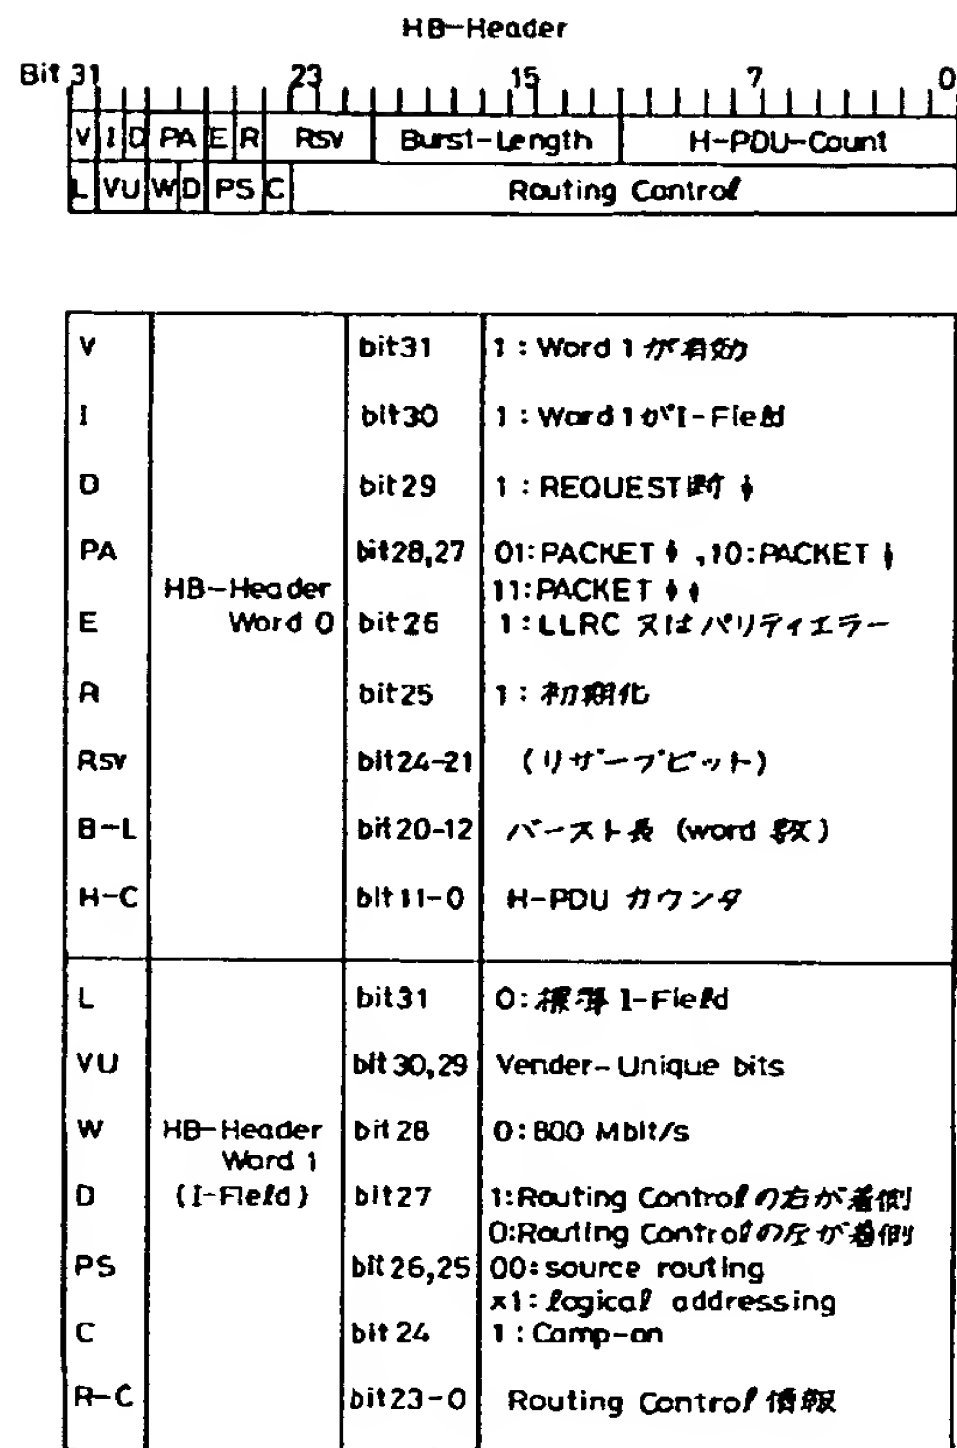 HB-Header
Bit 31 23 15 7 0
V I D PA E R RSV Burst-Length H-PDU-Count
L VU W D PS C Routing Control
V bit31 1:Word 1が有効
I bit30 1:Word 1がI-Field
D bit29 1:REQUEST断
PA bit28,27 01:PACKET ,10:PACKET
11:PACKET
HB-Header
E Word 0 bit26 1:LLRC 又はパリティエラー
R bit25 1:初期化
RSV bit24-21 (リザーブビット)
B-L bit20-12 バースト長 (word 数)
H-C bit11-0 H-PDU カウンタ
L bit31 0:標準 I-Field
VU bit30,29 Vender-Unique bits
W HB-Header bit28 0:800 Mbit/s
Word 1
D (I-Field) bit27 1:Routing Controlの右が着側
0:Routing Controlの左が着側
PS bit26,25 00:source routing
x1:logical addressing
C bit24 1:Camp-on
R-C bit23-0 Routing Control 情報